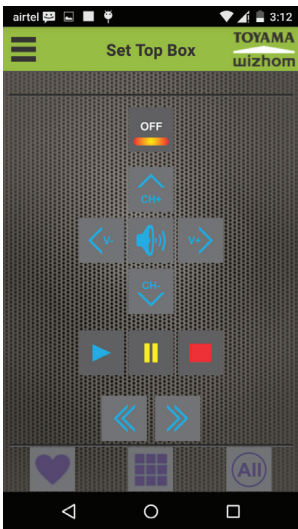 airtel 3:12
Set Top Box
TOYAMA
wizhom
OFF
CH+
V-
V+
CH-
All